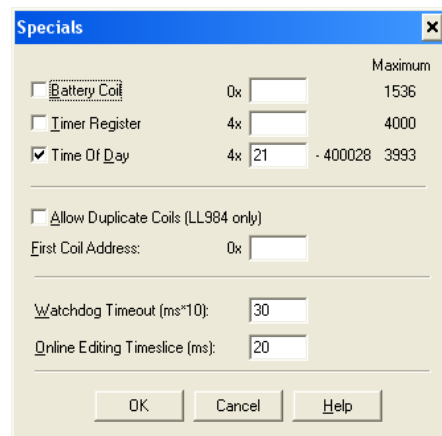 Specials
Maximum
Battery Coil 0x 1536
Timer Register 4x 4000
Time Of Day 4x 21 - 400028 3993
Allow Duplicate Coils (LL984 only)
First Coil Address: 0x
Watchdog Timeout (ms*10): 30
Online Editing Timeslice (ms): 20
OK Cancel Help